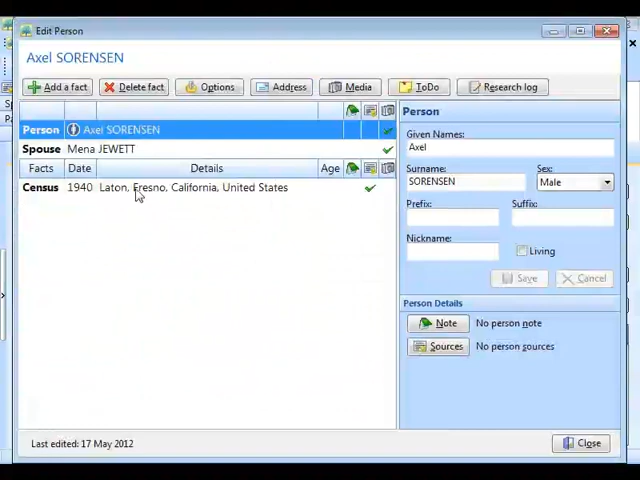 Edit Person
Axel SORENSEN
Add a fact
Delete fact
Options
Address
Media
ToDo
Research log
Person Axel SORENSEN
Spouse Mena JEWETT
Facts Date Details Age
Census 1940 Laton, Fresno, California, United States
Person
Given Names:
Axel
Surname: Sex:
SORENSEN Male
Prefix: Suffix:
Nickname:
Living
Save Cancel
Person Details
Note No person note
Sources No person sources
Last edited: 17 May 2012
Close